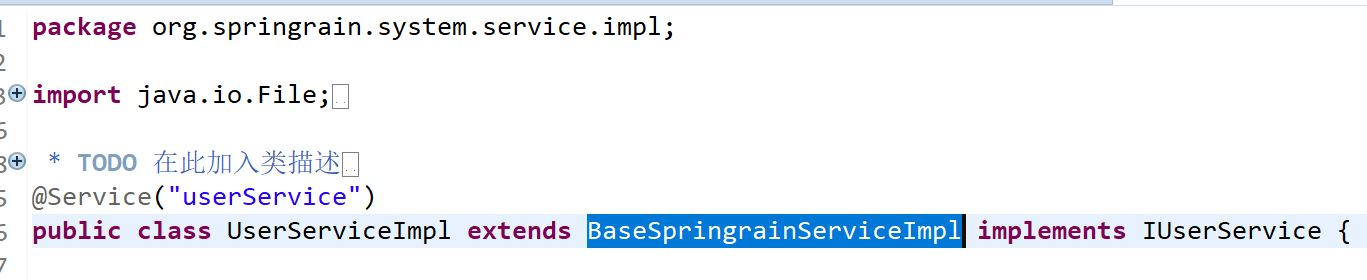 package org.springrain.system.service.impl;
import java.io.File;
* TODO 在此加入类描述
@Service("userService")
public class UserServiceImpl extends BaseSpringrainServiceImpl implements IUserService {